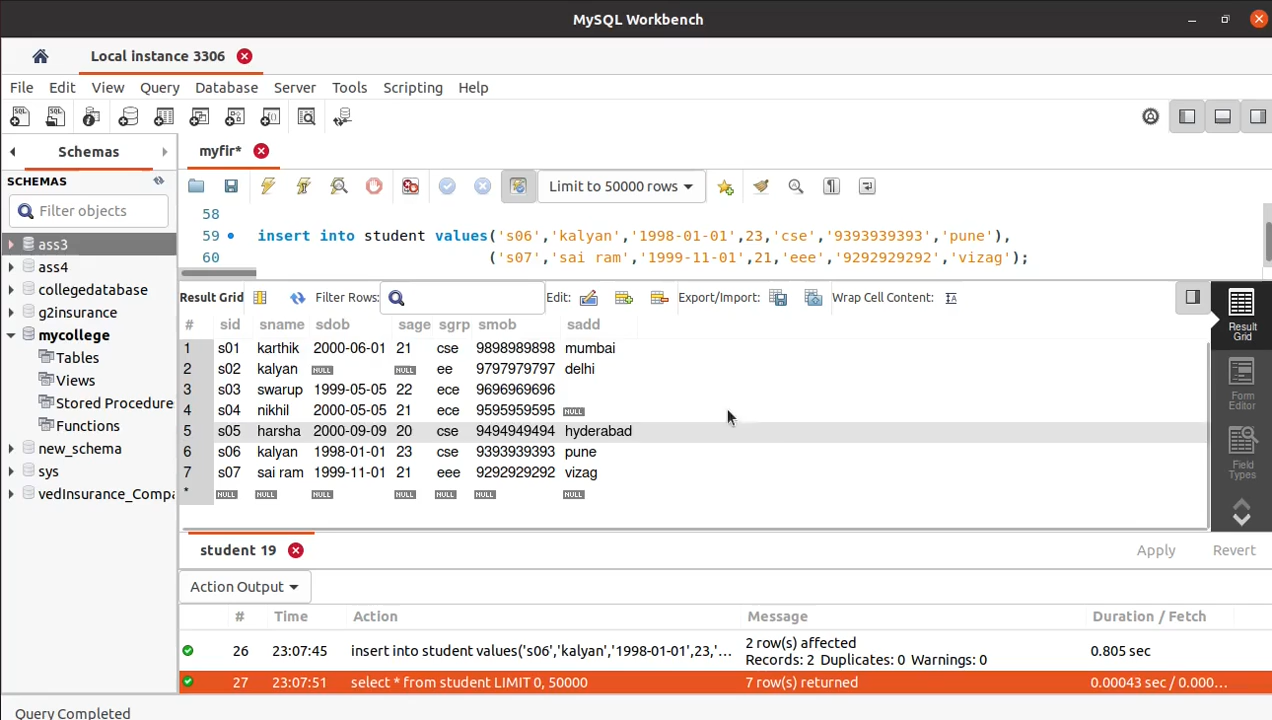 MySQL Workbench
Local instance 3306
File Edit View Query Database Server Tools Scripting Help
Schemas
myfir*
SCHEMAS
Limit to 50000 rows
Filter objects
58
59 insert into student values('s06','kalyan','1998-01-01',23,'cse','9393939393','pune'),
60 ('s07','sai ram','1999-11-01',21,'eee','9292929292','vizag');
ass3
ass4
collegedatabase
g2insurance
mycollege
Tables
Views
Stored Procedure
Functions
new_schema
sys
vedInsurance_Compa
Result Grid Filter Rows: Edit: Export/Import: Wrap Cell Content:
# sid sname sdob sage sgrp smob sadd
1 s01 karthik 2000-06-01 21 cse 9898989898 mumbai
2 s02 kalyan NULL NULL ee 9797979797 delhi
3 s03 swarup 1999-05-05 22 ece 9696969696
4 s04 nikhil 2000-05-05 21 ece 9595959595 NULL
5 s05 harsha 2000-09-09 20 cse 9494949494 hyderabad
6 s06 kalyan 1998-01-01 23 cse 9393939393 pune
7 s07 sai ram 1999-11-01 21 eee 9292929292 vizag
* NULL NULL NULL NULL NULL NULL NULL
Result
Grid
Form
Editor
Field
Types
student 19
Apply Revert
Action Output
# Time Action Message Duration / Fetch
26 23:07:45 insert into student values('s06','kalyan','1998-01-01',23,'... 2 row(s) affected
Records: 2 Duplicates: 0 Warnings: 0 0.805 sec
27 23:07:51 select * from student LIMIT 0, 50000 7 row(s) returned 0.00043 sec / 0.000...
Query Completed